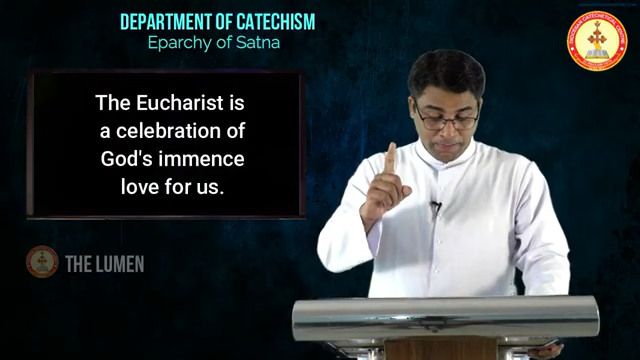 DEPARTMENT OF CATECHISM
Eparchy of Satna
The Eucharist is
a celebration of
God's immence
love for us.
THE LUMEN